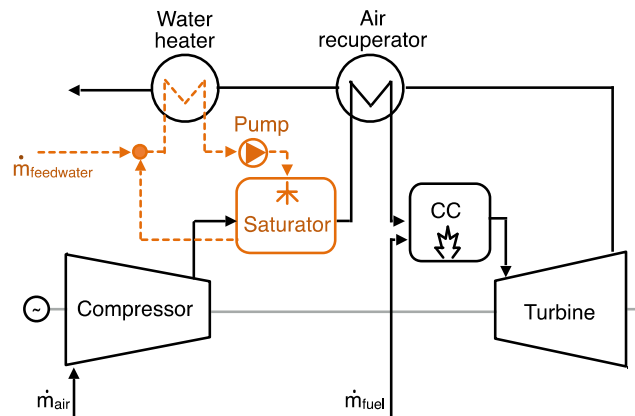 Water
heater
Air
recuperator
Pump
ṁfeedwater
Saturator
CC
Compressor
~
Turbine
ṁair
ṁfuel